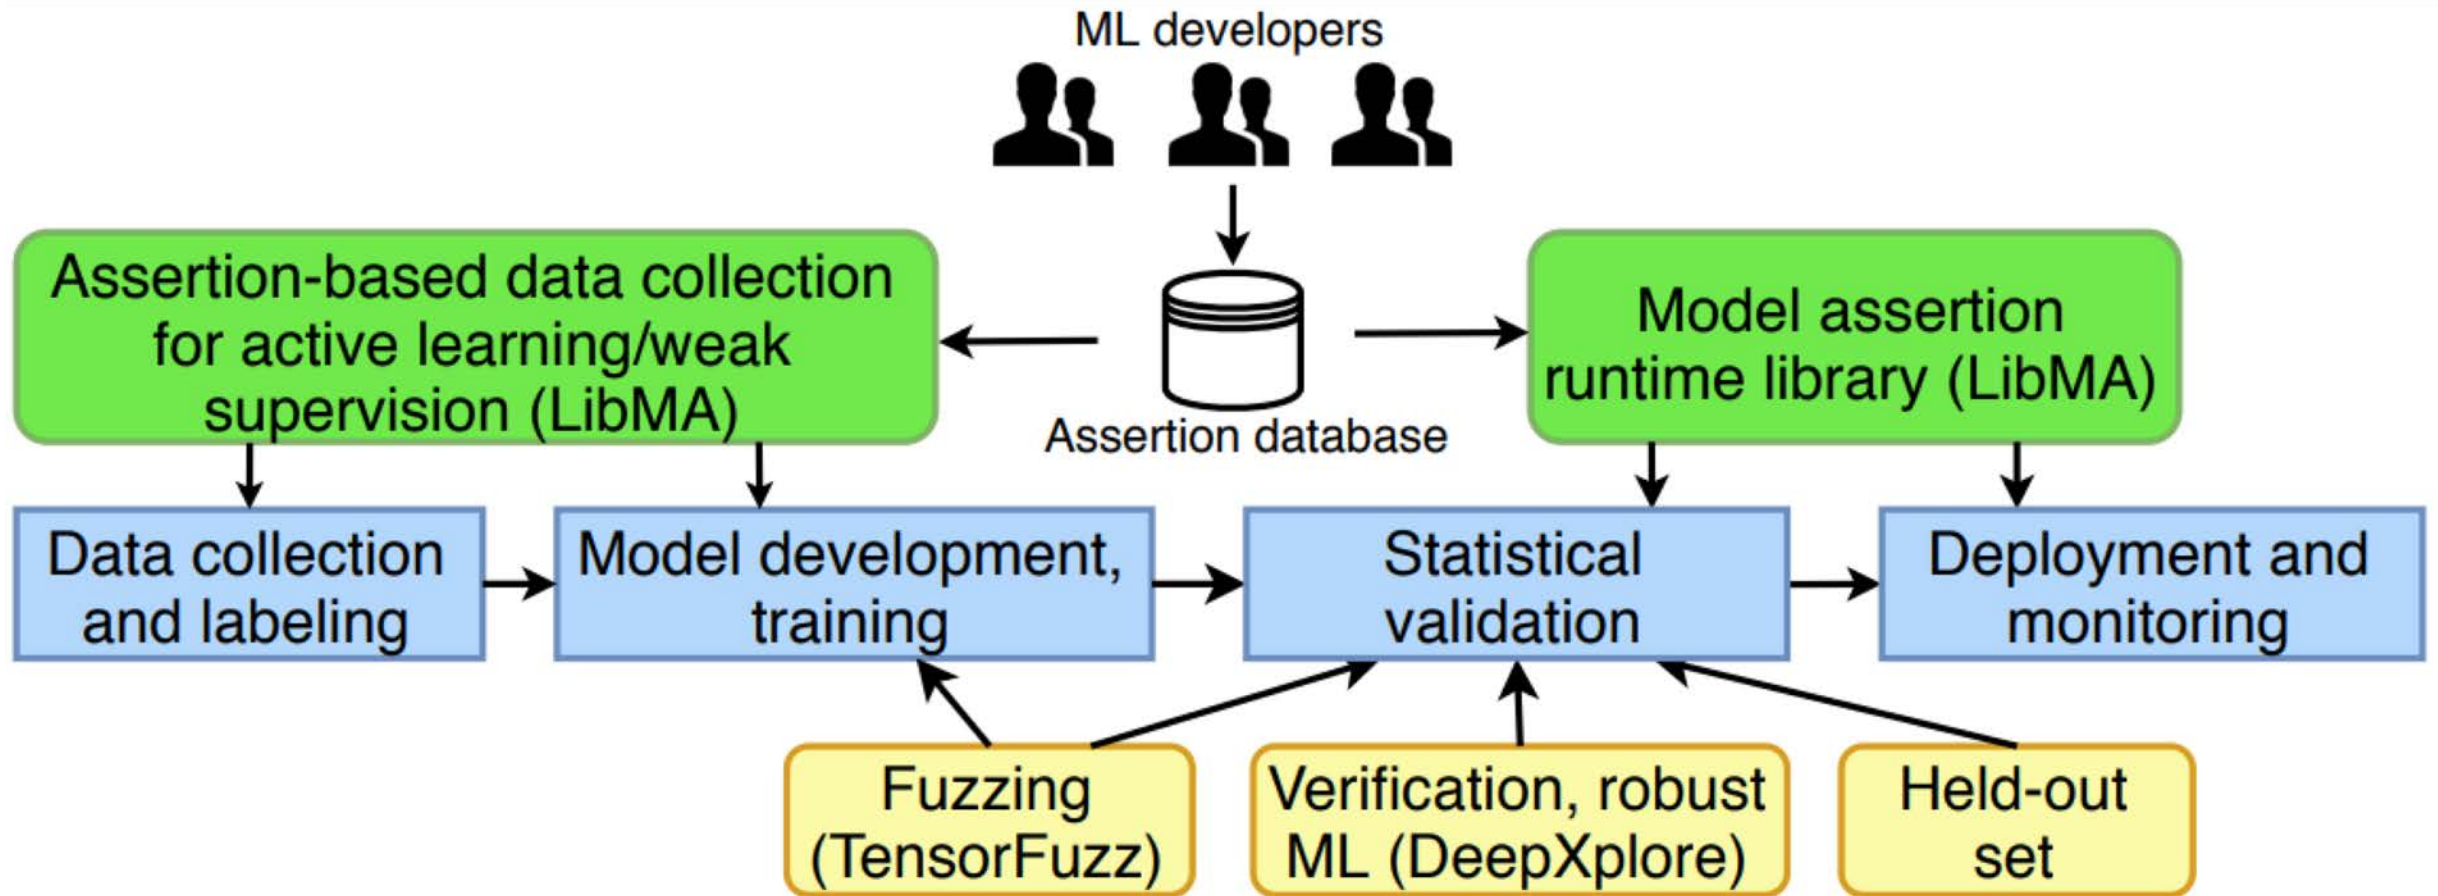 ML developers
Assertion-based data collection
for active learning/weak
supervision (LibMA)
Assertion database
Model assertion
runtime library (LibMA)
Data collection
and labeling
Model development,
training
Statistical
validation
Deployment and
monitoring
Fuzzing
(TensorFuzz)
Verification, robust
ML (DeepXplore)
Held-out
set